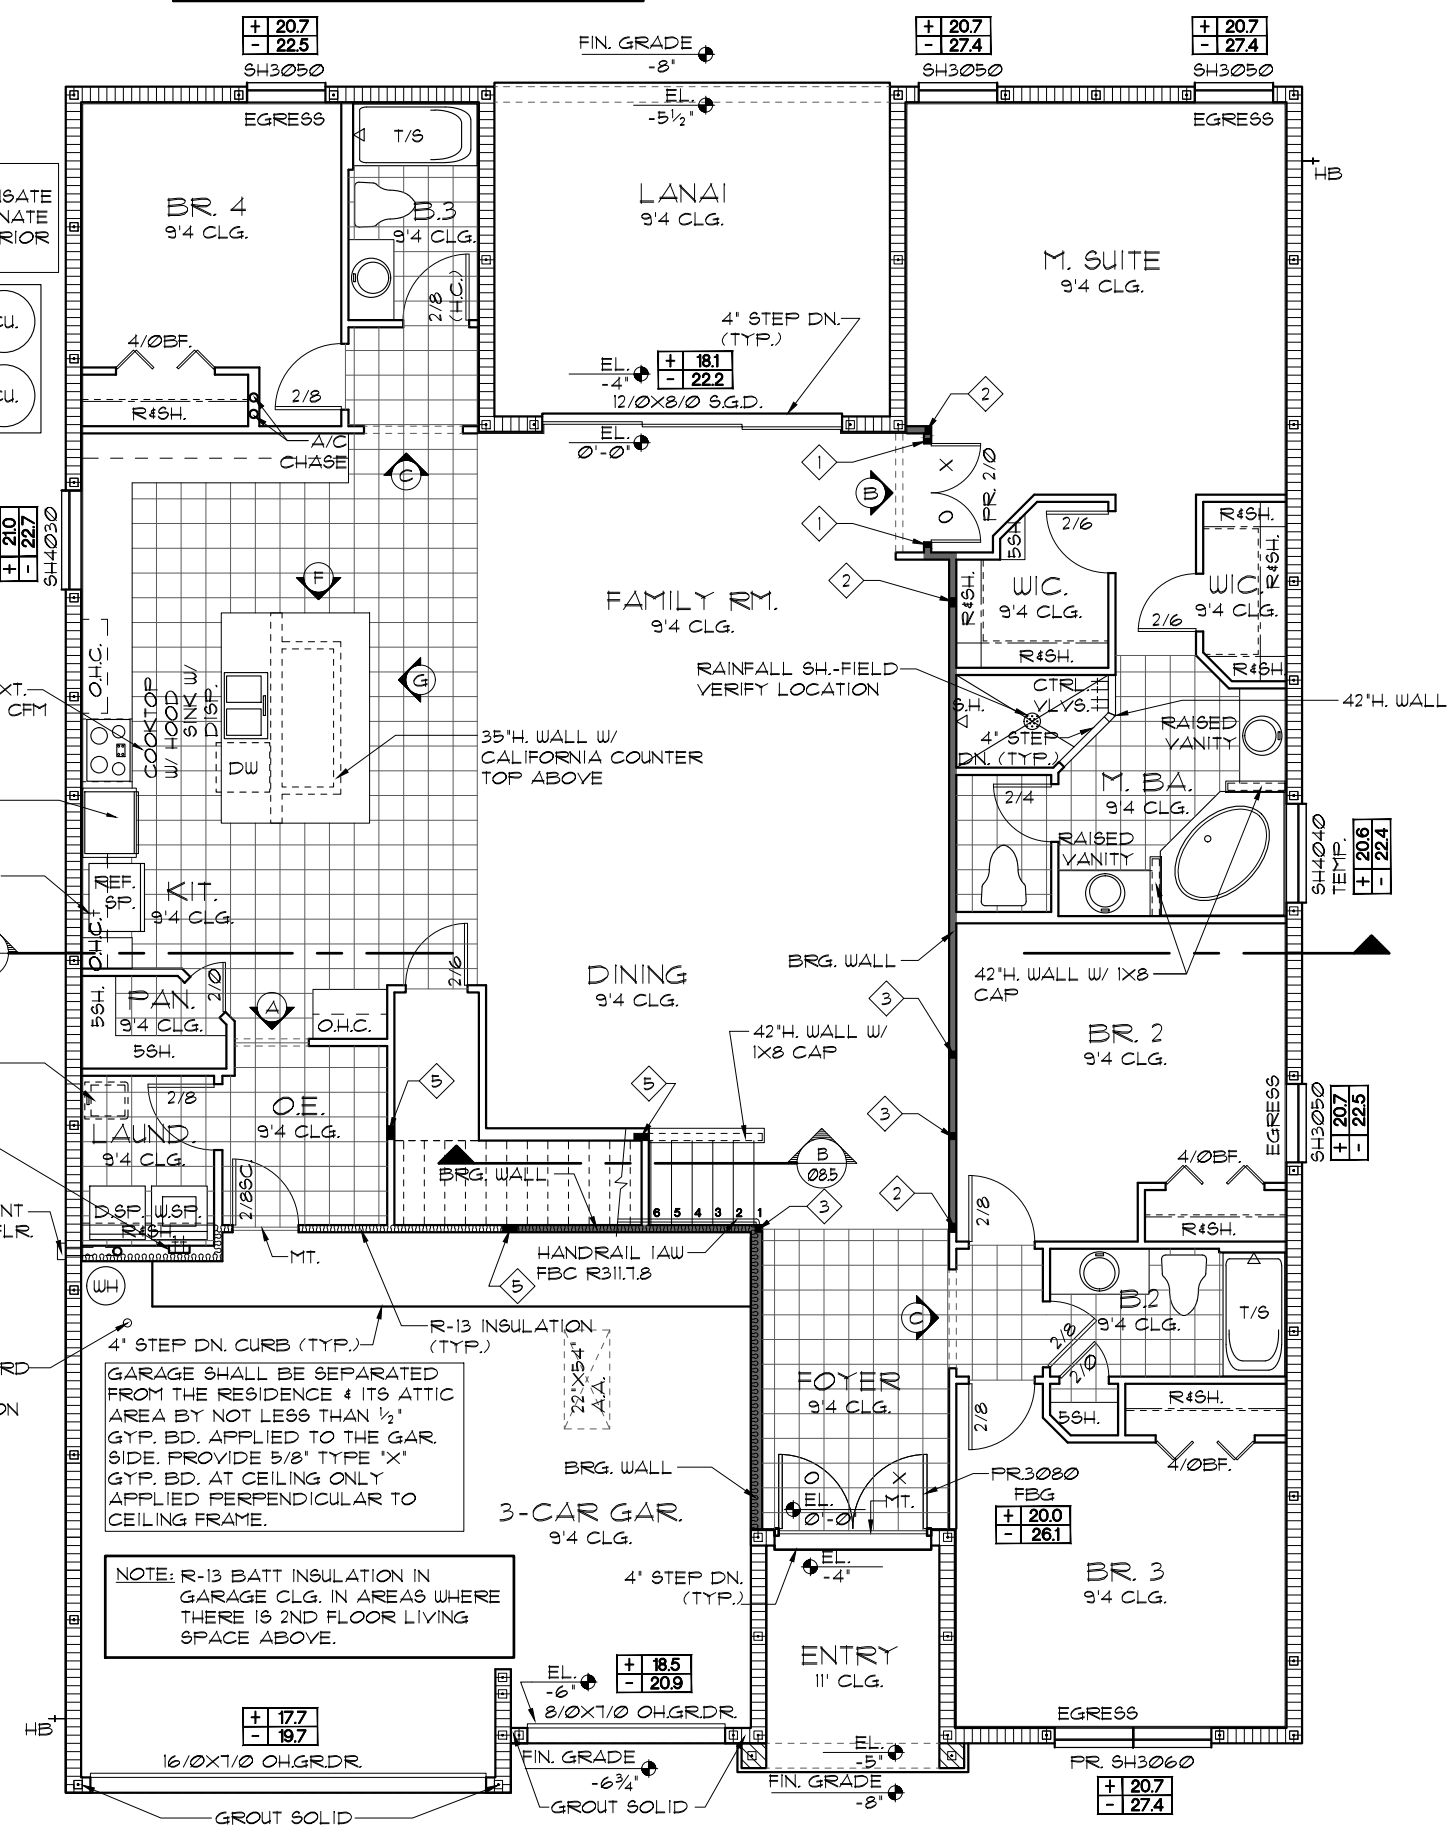 + 20.7
- 22.5
SH3050
FIN. GRADE
-8"
+ 20.7
- 27.4
SH3050
+ 20.7
- 27.4
SH3050
EGRESS
T/S
EL.
-5½"
EGRESS
HB
NATE
RIOR
BR. 4
9'4 CLG.
B.3
9'4 CLG.
LANAI
9'4 CLG.
M. SUITE
9'4 CLG.
2/8
(H.C.)
4" STEP DN.
(TYP.)
CU.
CU.
4/0BF.
R&SH.
2/8
EL.
-4"
+ 18.1
- 22.2
12/0X8/0 S.G.D.
A/C
CHASE
EL.
0'-0"
2
1
C
B
X
O
PR. 2/0
1
2
+ 21.0
- 22.7
SH4030
5SH
2/6
R&SH.
R&SH.
F
FAMILY RM.
9'4 CLG.
R&SH.
WIC.
9'4 CLG.
R&SH.
WIC.
9'4 CLG.
2/6
R&SH.
O.H.C.
COOKTOP
W/ HOOD
SINK W/
DISP.
G
RAINFALL SH.-FIELD
VERIFY LOCATION
CTRL.
VLVS.
S.H.
4" STEP
DN. (TYP.)
42"H. WALL
RAISED
VANITY
XT.
CFM
DW
35"H. WALL W/
CALIFORNIA COUNTER
TOP ABOVE
M. BA.
9'4 CLG.
2/4
RAISED
VANITY
SH4040
TEMP.
+ 20.6
- 22.4
REF.
SP.
KIT.
9'4 CLG.
O.H.C.
2/6
BRG. WALL
42"H. WALL W/ 1X8
CAP
DINING
9'4 CLG.
2/0
5SH.
PAN.
9'4 CLG.
5SH.
A
O.H.C.
3
42"H. WALL W/
1X8 CAP
BR. 2
9'4 CLG.
2/8
5
5
3
O.E.
9'4 CLG.
LAUND.
9'4 CLG.
EGRESS
SH3050
+ 20.7
- 22.5
BRG. WALL
B
08.5
4/0BF.
R&SH.
2/8SC
D.SP. W.SP.
R&SH.
6 5 4 3 2 1
3
2
2/8
NT
FLR.
MT.
HANDRAIL IAW
FBC R311.7.8
5
WH
4" STEP DN. CURB (TYP.)
R-13 INSULATION
(TYP.)
C
B.2
9'4 CLG.
T/S
2/8
2/0
RD
ON
22"X54"
A.A.
GARAGE SHALL BE SEPARATED
FROM THE RESIDENCE & ITS ATTIC
AREA BY NOT LESS THAN ½"
GYP. BD. APPLIED TO THE GAR.
SIDE. PROVIDE 5/8" TYPE "X"
GYP. BD. AT CEILING ONLY
APPLIED PERPENDICULAR TO
CEILING FRAME.
FOYER
9'4 CLG.
2/8
5SH.
R&SH.
4/0BF.
BRG. WALL
O
X
EL.
0'-0"
MT.
PR.3080
FBG
+ 20.0
- 26.1
3-CAR GAR.
9'4 CLG.
NOTE: R-13 BATT INSULATION IN
GARAGE CLG. IN AREAS WHERE
THERE IS 2ND FLOOR LIVING
SPACE ABOVE.
4" STEP DN.
(TYP.)
EL.
-4"
BR. 3
9'4 CLG.
ENTRY
11' CLG.
EL.
-6"
+ 18.5
- 20.9
8/0X7/0 OH.GR.DR.
EGRESS
HB
+ 17.7
- 19.7
16/0X7/0 OH.GR.DR.
FIN. GRADE
-6¾"
EL.
-5"
FIN. GRADE
-8"
PR. SH3060
+ 20.7
- 27.4
GROUT SOLID
GROUT SOLID